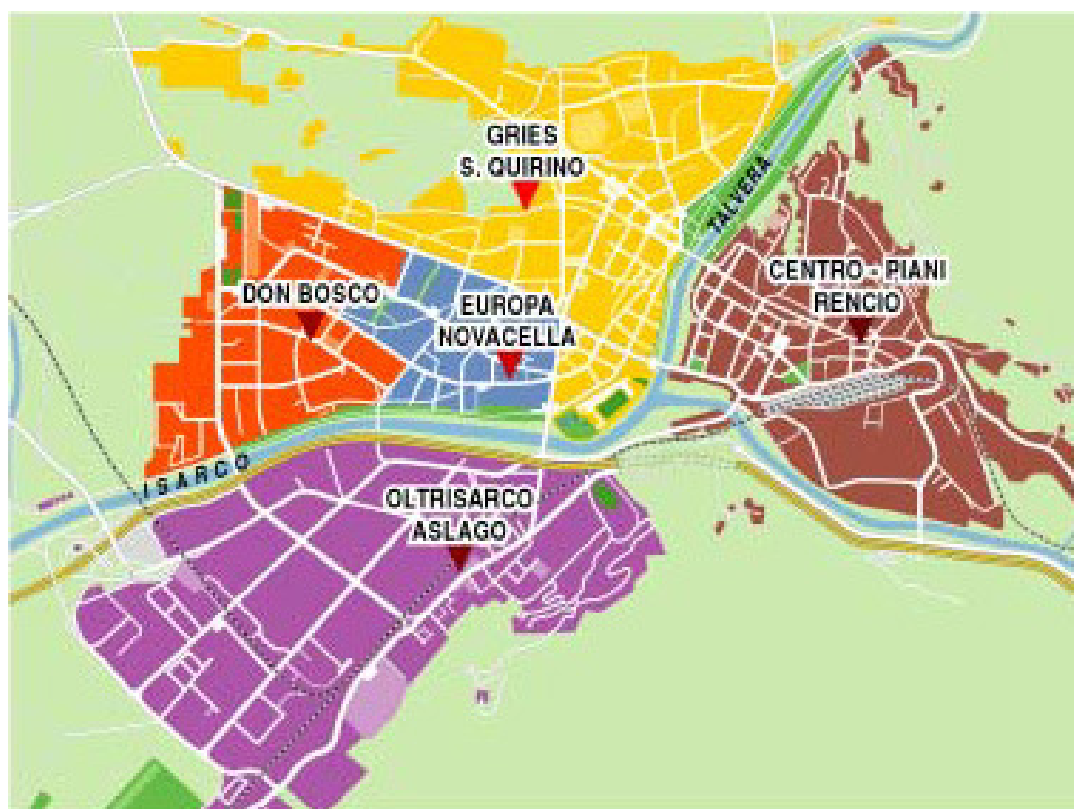 GRIES
S. QUIRINO
TALVERA
CENTRO - PIANI
RENCIO
DON BOSCO
EUROPA
NOVACELLA
ISARCO
OLTRISARCO
ASLAGO